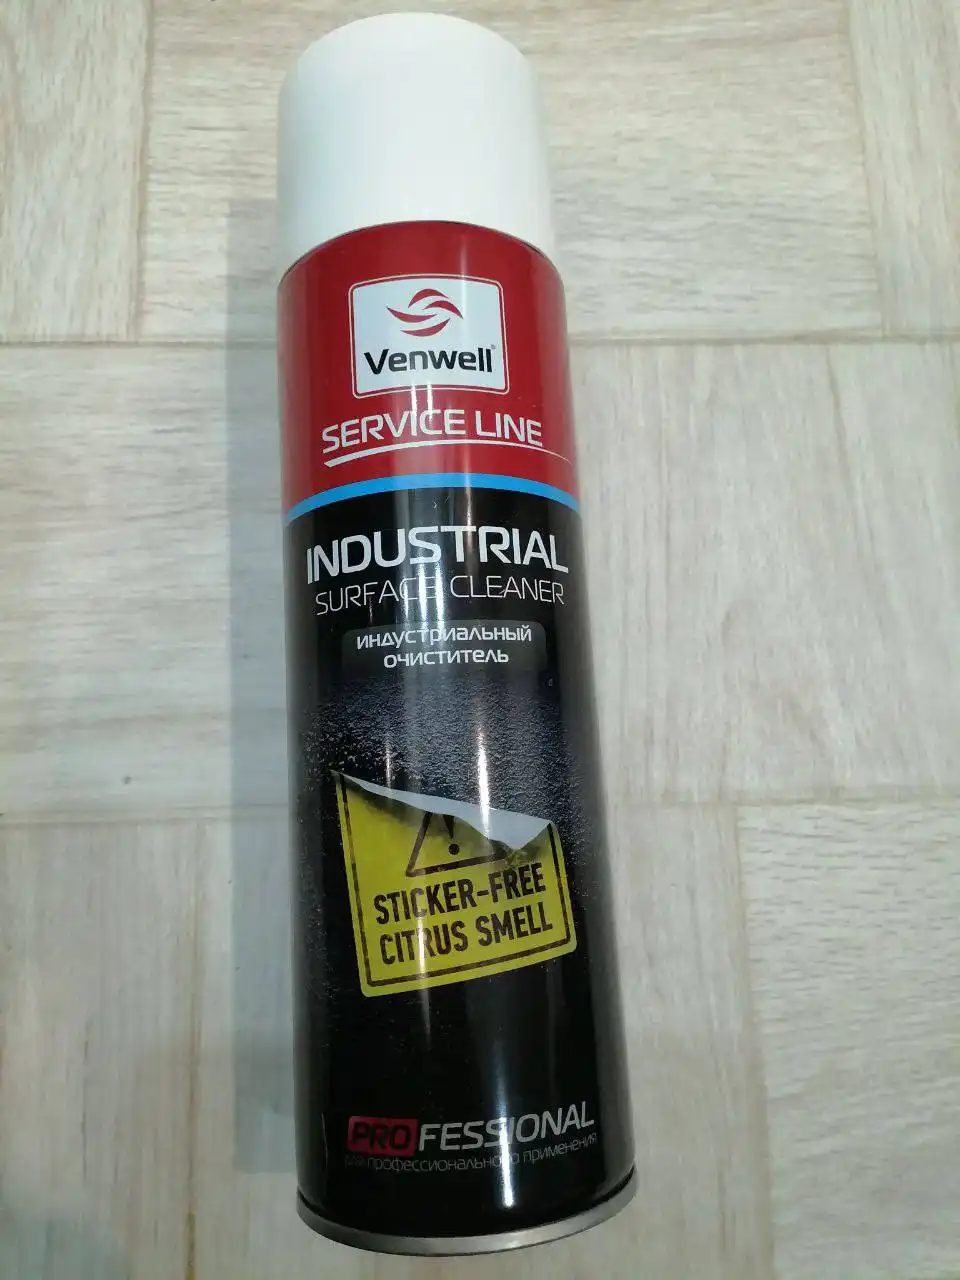 Venwell®
SERVICE LINE
INDUSTRIAL
SURFACE CLEANER
индустриальный
очиститель
STICKER-FREE
CITRUS SMELL
PROFESSIONAL
для профессионального применения